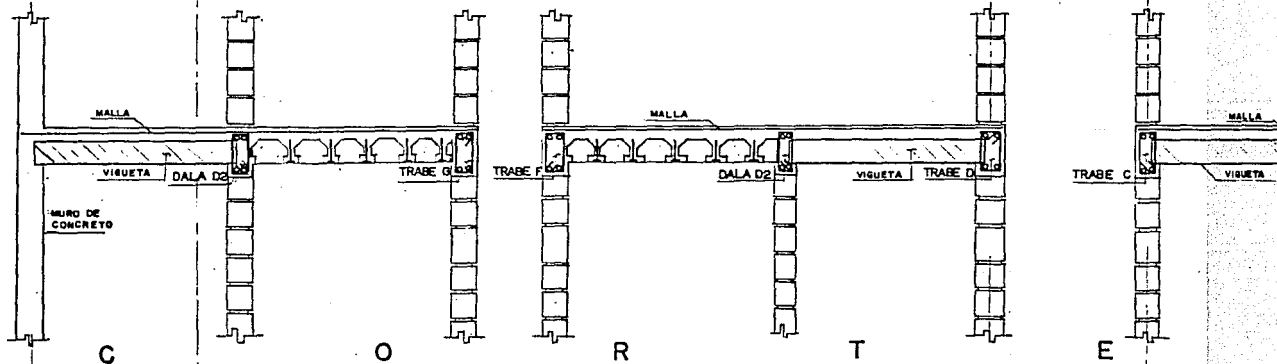 MALLA
VIGUETA
DALA D2
TRABE G
MURO DE
CONCRETO
TRABE F
MALLA
DALA D2
VIGUETA
TRABE D
TRABE C
MALLA
VIGUETA
C O R T E